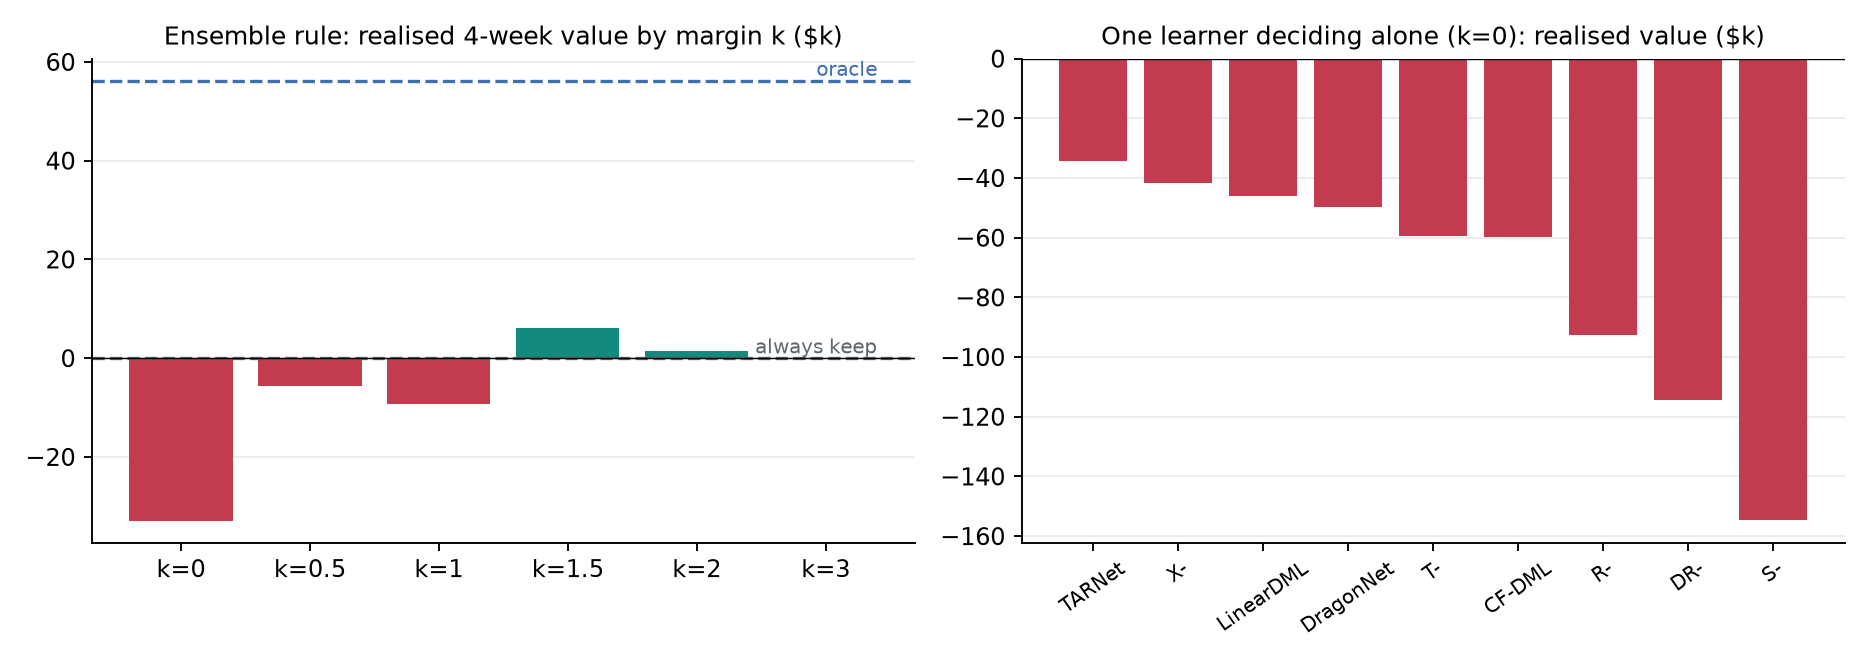 Ensemble rule: realised 4-week value by margin k ($k)
60
40
20
0
−20
oracle
always keep
k=0 k=0.5 k=1 k=1.5 k=2 k=3
One learner deciding alone (k=0): realised value ($k)
0
−20
−40
−60
−80
−100
−120
−140
−160
TARNet X- LinearDML DragonNet T- CF-DML R- DR- S-